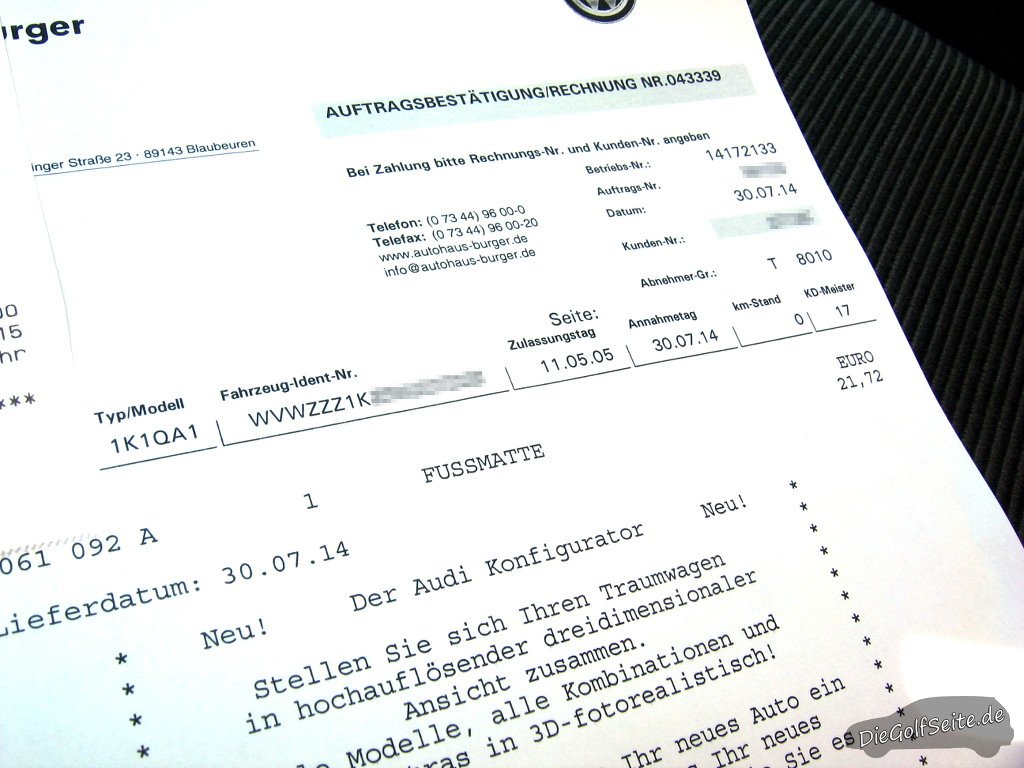 urger
AUFTRAGSBESTÄTIGUNG/RECHNUNG NR.043339
inger Straße 23 · 89143 Blaubeuren
Bei Zahlung bitte Rechnungs-Nr. und Kunden-Nr. angeben
Betriebs-Nr.: 14172133
Auftrags-Nr.
Datum: 30.07.14
Kunden-Nr.:
Abnehmer-Gr.: T 8010
Telefon: (0 73 44) 96 00-0
Telefax: (0 73 44) 96 00-20
www.autohaus-burger.de
info@autohaus-burger.de
00
15
hr
***
Seite:
Typ/Modell Fahrzeug-Ident-Nr. Zulassungstag Annahmetag km-Stand KD-Meister
1K1QA1 WVWZZZ1K 11.05.05 30.07.14 0 17
EURO
061 092 A 1 FUSSMATTE 21,72
Lieferdatum: 30.07.14
* Neu! Der Audi Konfigurator Neu! *
* Stellen Sie sich Ihren Traumwagen *
* in hochauflösender dreidimensionaler *
* Ansicht zusammen. *
Modelle, alle Kombinationen und *
ras in 3D-fotorealistisch! *
Ihr neues Auto ein *
Ihr neues *
Sie es *
DieGolfSeite.de